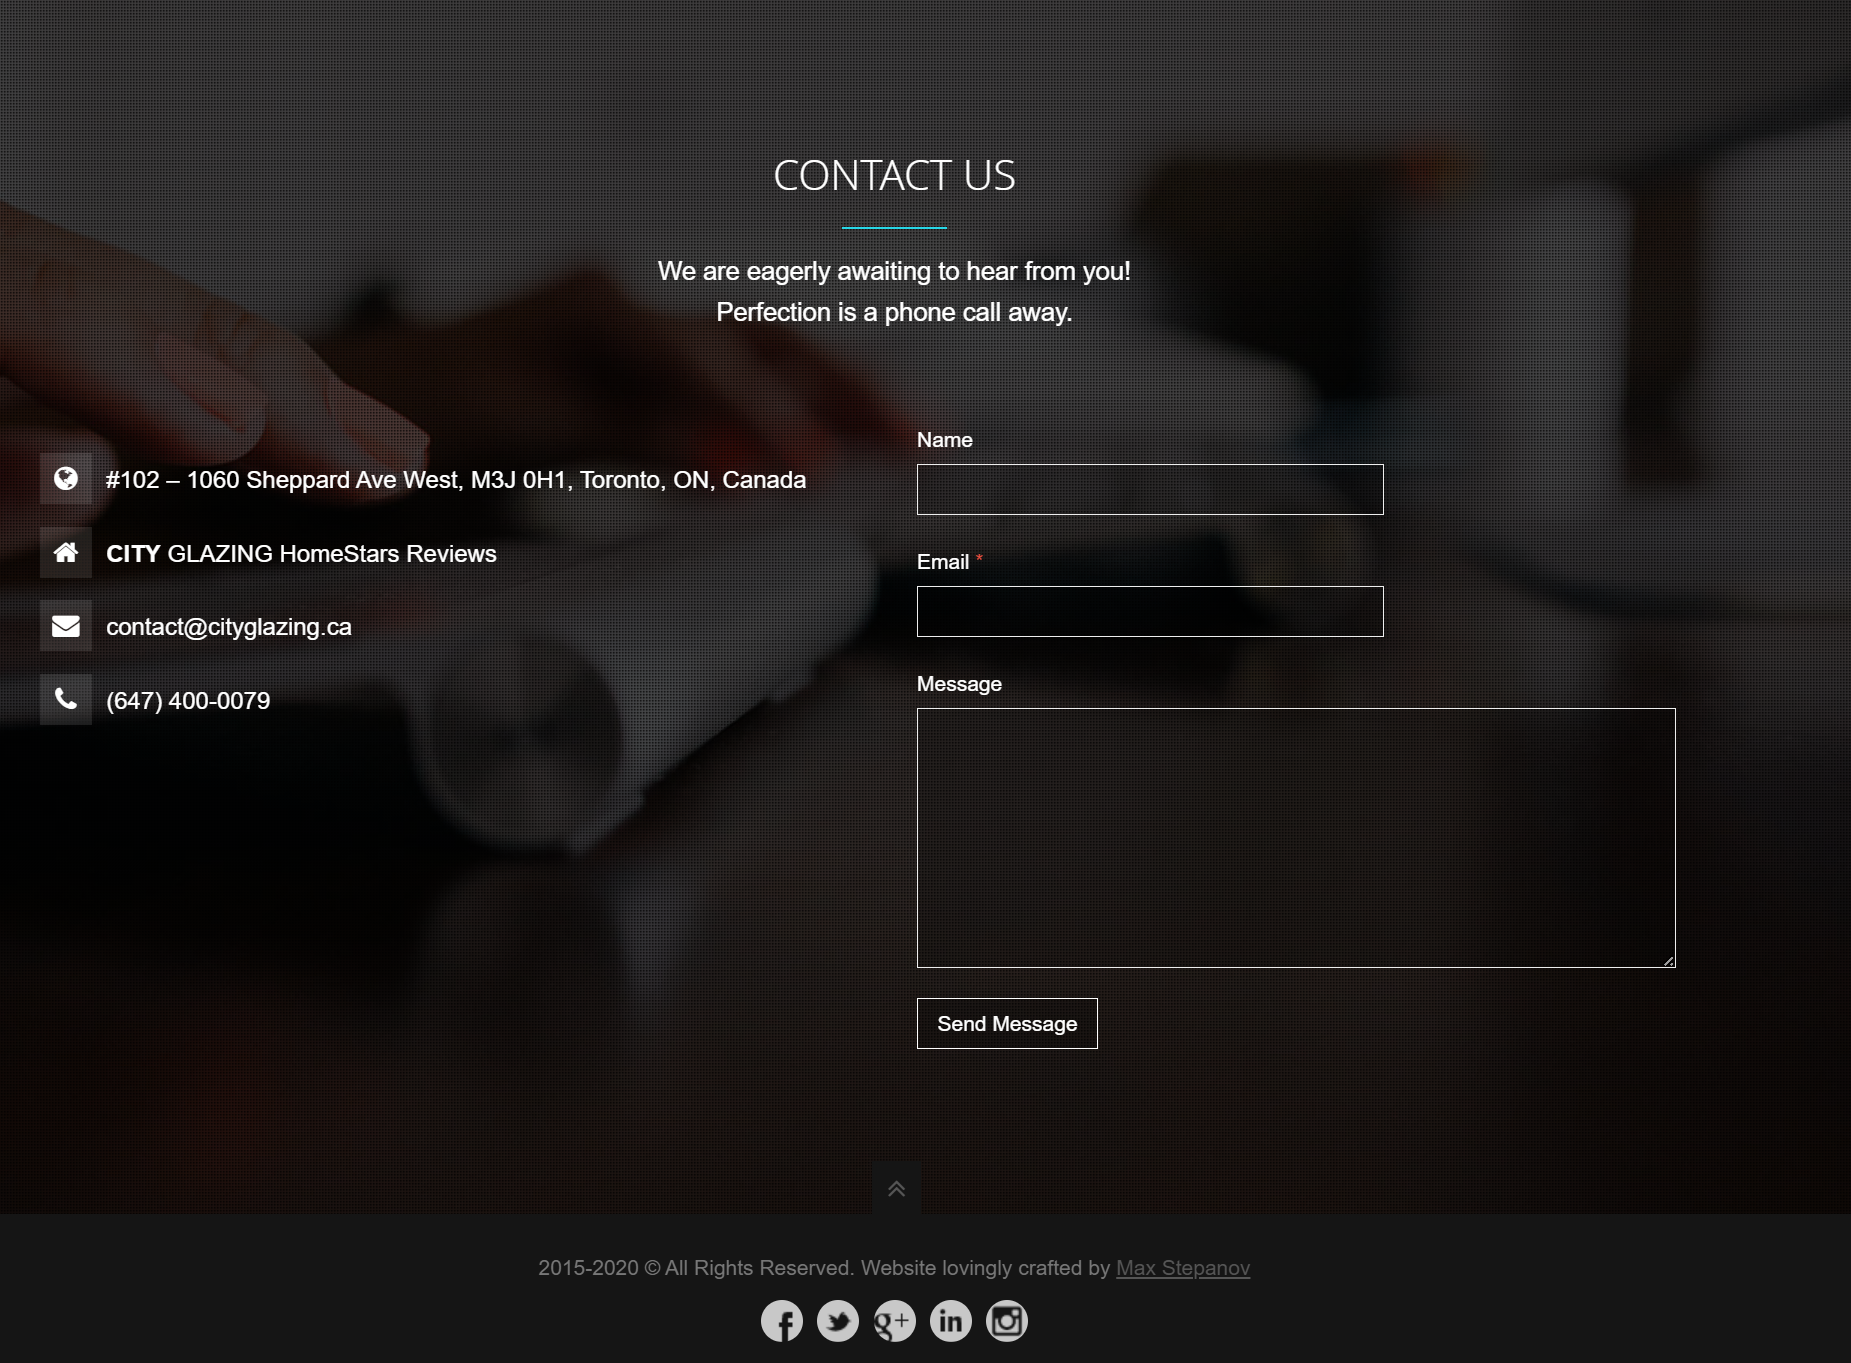 CONTACT US
We are eagerly awaiting to hear from you!
Perfection is a phone call away.
#102 – 1060 Sheppard Ave West, M3J 0H1, Toronto, ON, Canada
CITY GLAZING HomeStars Reviews
contact@cityglazing.ca
(647) 400-0079
Name
Email *
Message
Send Message
2015-2020 © All Rights Reserved. Website lovingly crafted by Max Stepanov
f g+ in